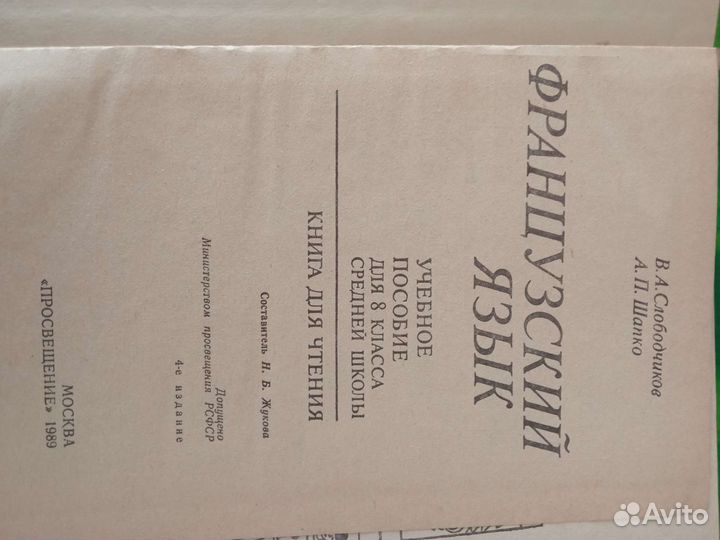 В. А. Слободчиков
А. П. Шапко
ФРАНЦУЗСКИЙ
ЯЗЫК
УЧЕБНОЕ
ПОСОБИЕ
ДЛЯ 8 КЛАССА
СРЕДНЕЙ ШКОЛЫ
КНИГА ДЛЯ ЧТЕНИЯ
Составитель Н. Б. Жукова
Допущено
Министерством просвещения РСФСР
4-е издание
МОСКВА
«ПРОСВЕЩЕНИЕ» 1989
Avito